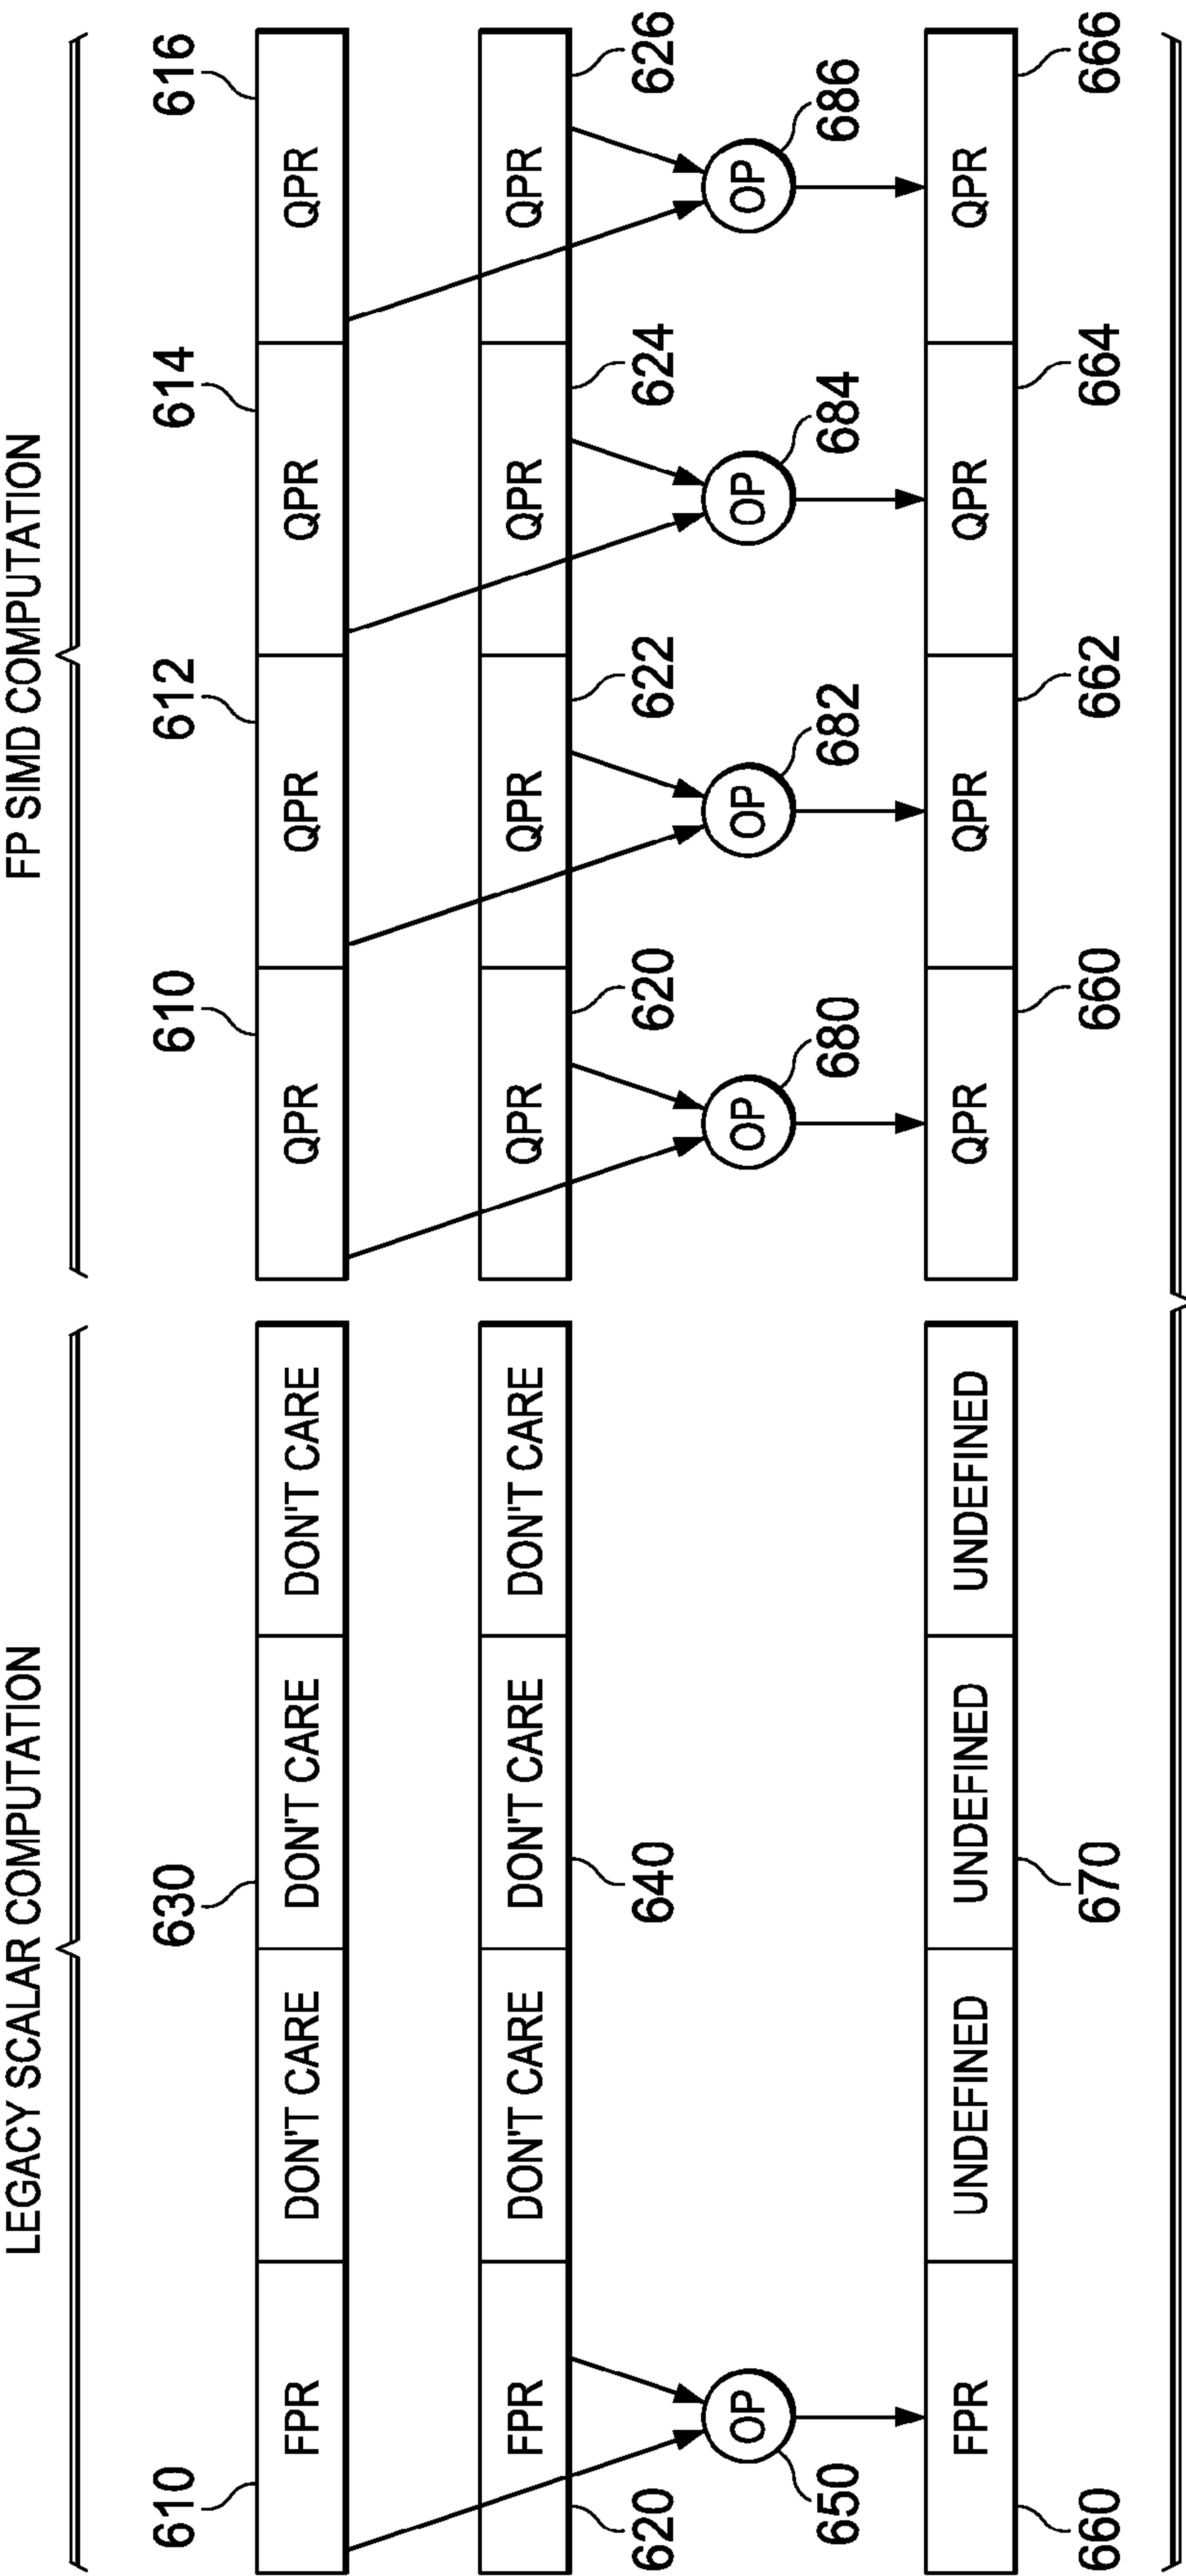 LEGACY SCALAR COMPUTATION
FP SIMD COMPUTATION
610 630 610 612 614 616
FPR DON'T CARE DON'T CARE DON'T CARE QPR QPR QPR QPR
FPR DON'T CARE DON'T CARE DON'T CARE QPR QPR QPR QPR
620 640 620 622 624 626
OP OP OP OP OP
650 680 682 684 686
FPR UNDEFINED UNDEFINED UNDEFINED QPR QPR QPR QPR
660 670 660 662 664 666